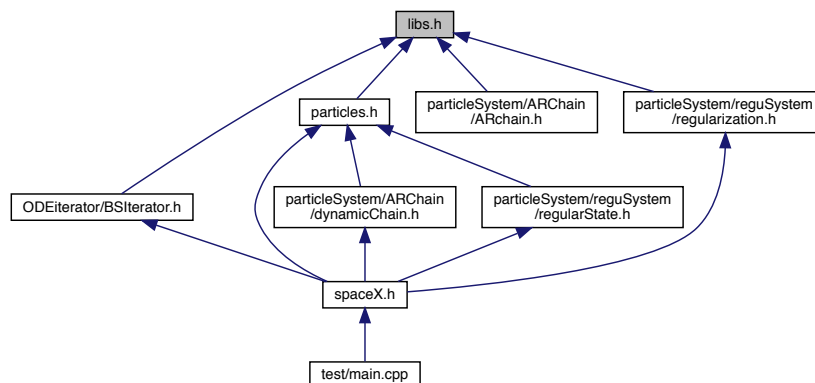 libs.h
particles.h
particleSystem/ARChain
/ARchain.h
particleSystem/reguSystem
/regularization.h
ODEiterator/BSIterator.h
particleSystem/ARChain
/dynamicChain.h
particleSystem/reguSystem
/regularState.h
spaceX.h
test/main.cpp